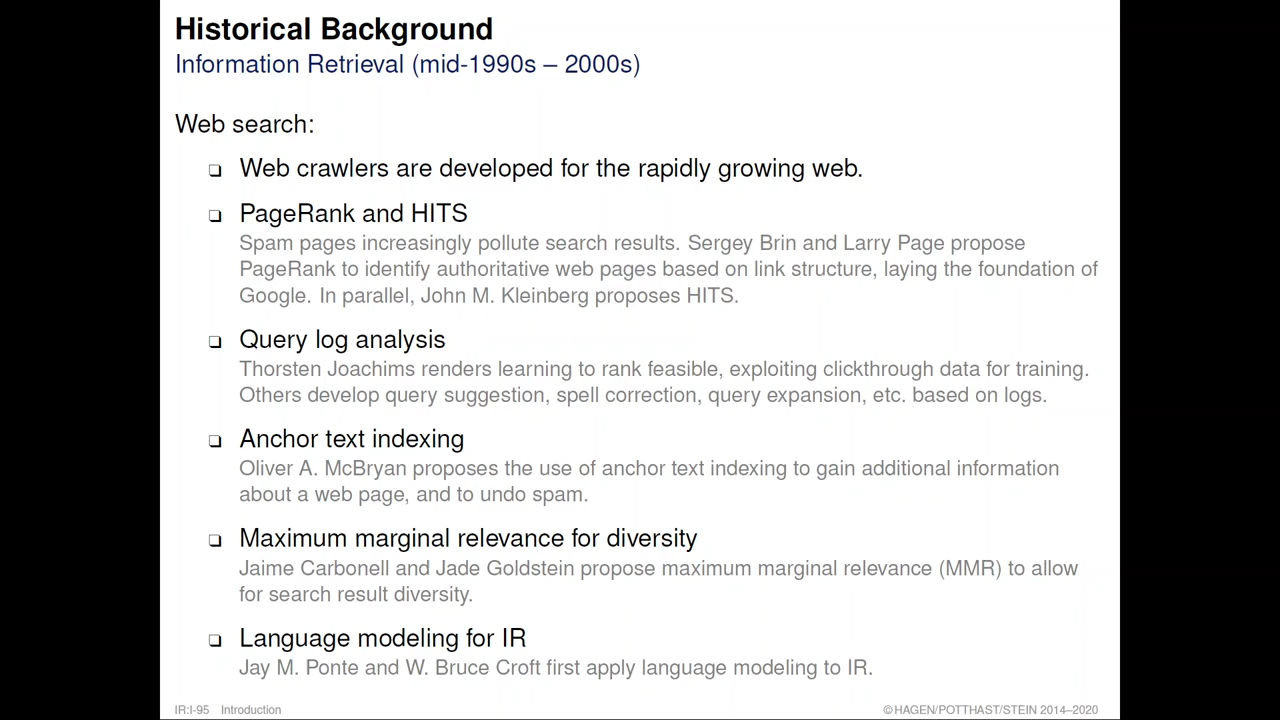 Historical Background
Information Retrieval (mid-1990s – 2000s)
Web search:
❏ Web crawlers are developed for the rapidly growing web.
❏ PageRank and HITS
Spam pages increasingly pollute search results. Sergey Brin and Larry Page propose
PageRank to identify authoritative web pages based on link structure, laying the foundation of
Google. In parallel, John M. Kleinberg proposes HITS.
❏ Query log analysis
Thorsten Joachims renders learning to rank feasible, exploiting clickthrough data for training.
Others develop query suggestion, spell correction, query expansion, etc. based on logs.
❏ Anchor text indexing
Oliver A. McBryan proposes the use of anchor text indexing to gain additional information
about a web page, and to undo spam.
❏ Maximum marginal relevance for diversity
Jaime Carbonell and Jade Goldstein propose maximum marginal relevance (MMR) to allow
for search result diversity.
❏ Language modeling for IR
Jay M. Ponte and W. Bruce Croft first apply language modeling to IR.
IR:I-95 Introduction ©HAGEN/POTTHAST/STEIN 2014–2020